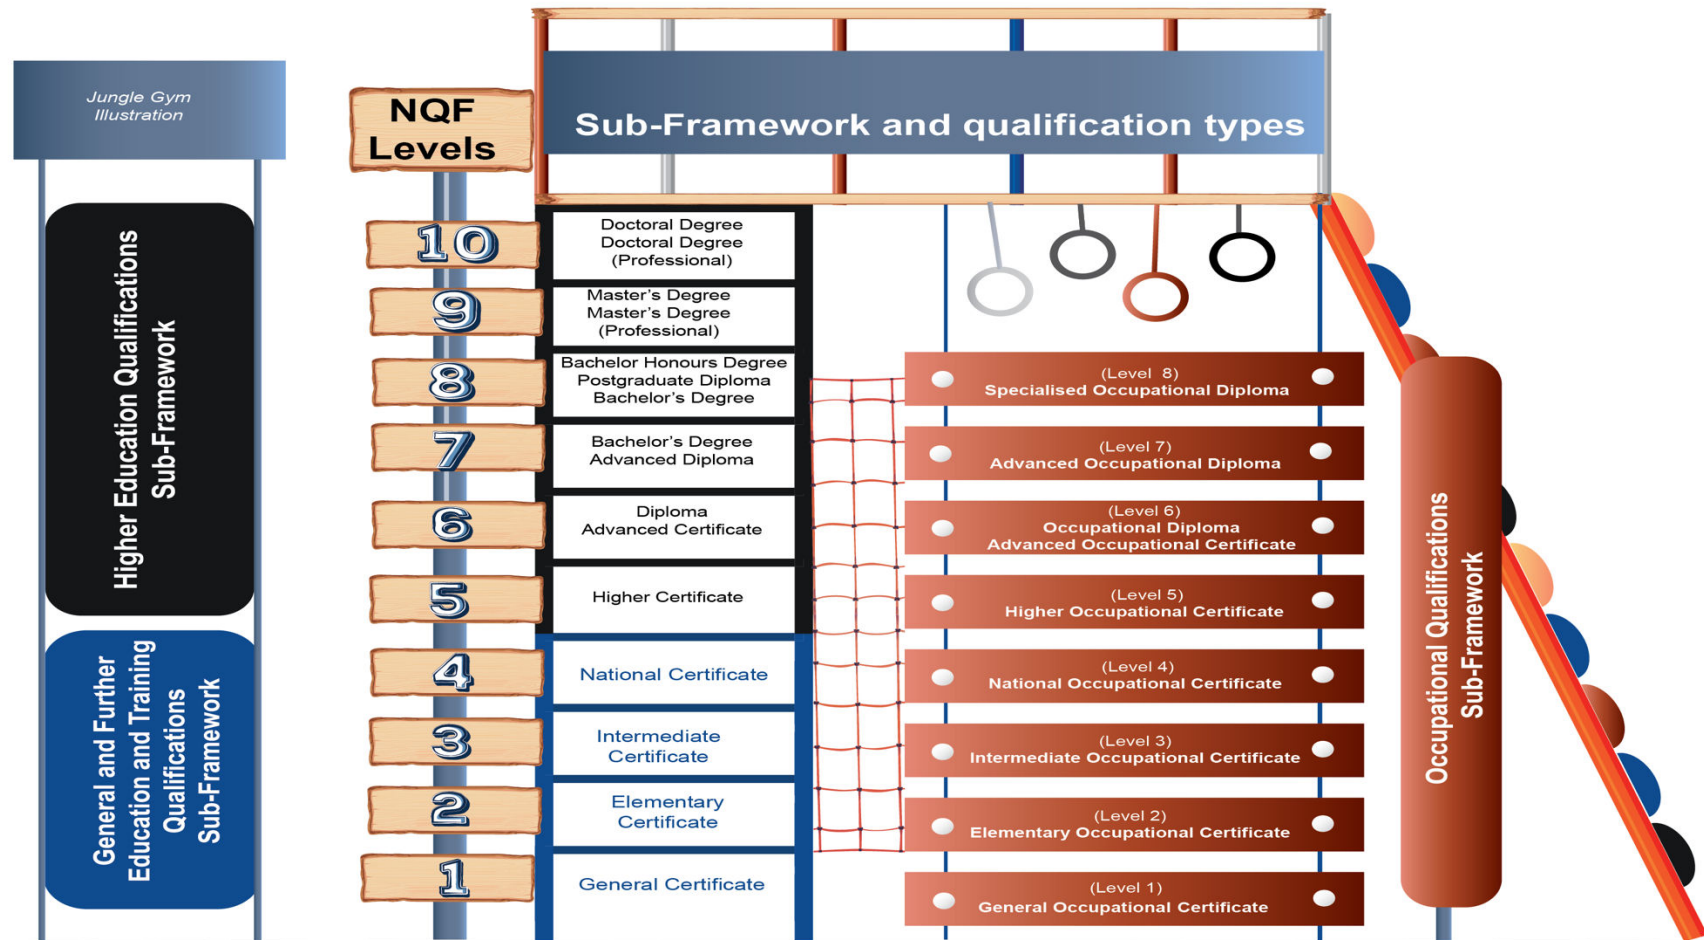 Jungle Gym
Illustration
NQF
Levels
Sub-Framework and qualification types
Higher Education Qualifications
Sub-Framework
General and Further
Education and Training
Qualifications
Sub-Framework
10
Doctoral Degree
Doctoral Degree
(Professional)
9
Master's Degree
Master's Degree
(Professional)
8
Bachelor Honours Degree
Postgraduate Diploma
Bachelor's Degree
(Level 8)
Specialised Occupational Diploma
7
Bachelor's Degree
Advanced Diploma
(Level 7)
Advanced Occupational Diploma
6
Diploma
Advanced Certificate
(Level 6)
Occupational Diploma
Advanced Occupational Certificate
5
Higher Certificate
(Level 5)
Higher Occupational Certificate
4
National Certificate
(Level 4)
National Occupational Certificate
3
Intermediate
Certificate
(Level 3)
Intermediate Occupational Certificate
2
Elementary
Certificate
(Level 2)
Elementary Occupational Certificate
1
General Certificate
(Level 1)
General Occupational Certificate
Occupational Qualifications
Sub-Framework